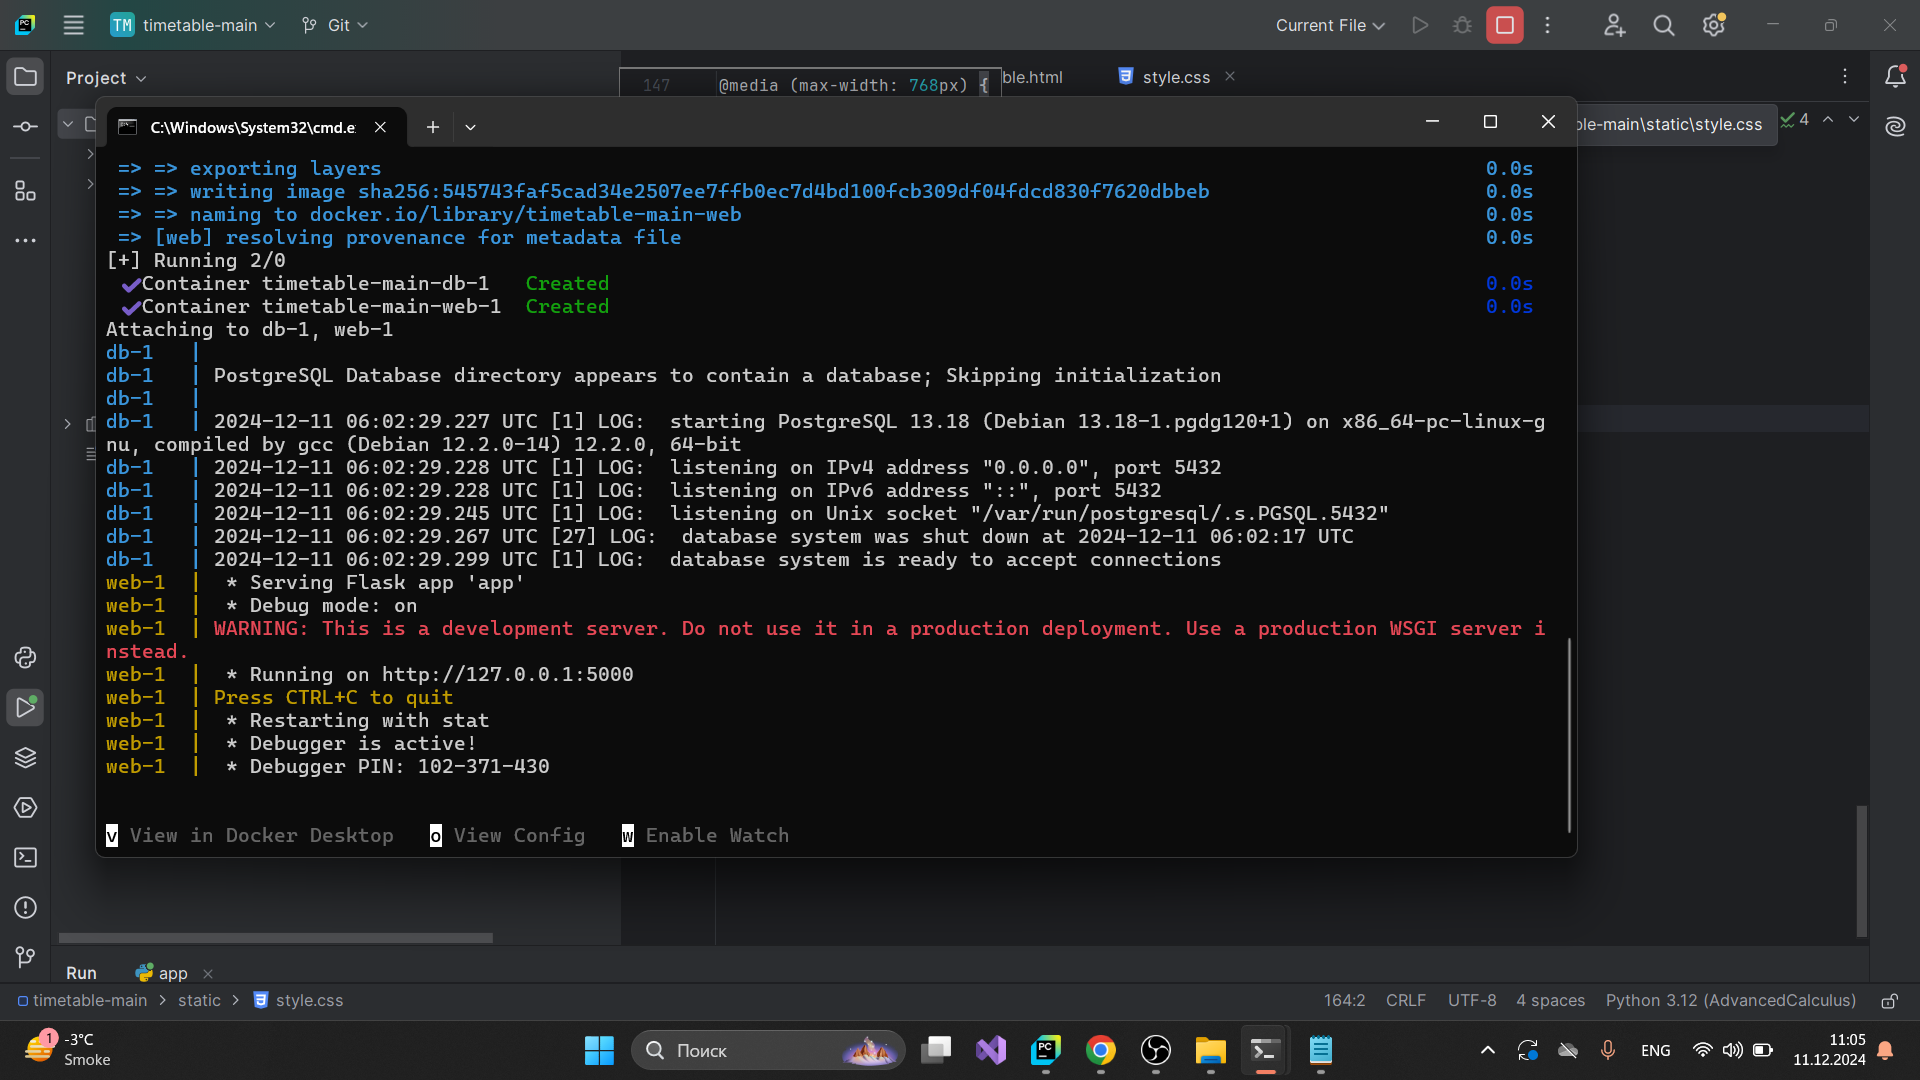 TM timetable-main
Git
Current File
Project
147 @media (max-width: 768px) {
ble.html
style.css
ble-main\static\style.css
4
C:\Windows\System32\cmd.e
=> => exporting layers 0.0s
=> => writing image sha256:545743faf5cad34e2507ee7ffb0ec7d4bd100fcb309df04fdcd830f7620dbbeb 0.0s
=> => naming to docker.io/library/timetable-main-web 0.0s
=> [web] resolving provenance for metadata file 0.0s
[+] Running 2/0
✔Container timetable-main-db-1 Created 0.0s
✔Container timetable-main-web-1 Created 0.0s
Attaching to db-1, web-1
db-1 |
db-1 | PostgreSQL Database directory appears to contain a database; Skipping initialization
db-1 |
db-1 | 2024-12-11 06:02:29.227 UTC [1] LOG: starting PostgreSQL 13.18 (Debian 13.18-1.pgdg120+1) on x86_64-pc-linux-g
nu, compiled by gcc (Debian 12.2.0-14) 12.2.0, 64-bit
db-1 | 2024-12-11 06:02:29.228 UTC [1] LOG: listening on IPv4 address "0.0.0.0", port 5432
db-1 | 2024-12-11 06:02:29.228 UTC [1] LOG: listening on IPv6 address "::", port 5432
db-1 | 2024-12-11 06:02:29.245 UTC [1] LOG: listening on Unix socket "/var/run/postgresql/.s.PGSQL.5432"
db-1 | 2024-12-11 06:02:29.267 UTC [27] LOG: database system was shut down at 2024-12-11 06:02:17 UTC
db-1 | 2024-12-11 06:02:29.299 UTC [1] LOG: database system is ready to accept connections
web-1 | * Serving Flask app 'app'
web-1 | * Debug mode: on
web-1 | WARNING: This is a development server. Do not use it in a production deployment. Use a production WSGI server i
nstead.
web-1 | * Running on http://127.0.0.1:5000
web-1 | Press CTRL+C to quit
web-1 | * Restarting with stat
web-1 | * Debugger is active!
web-1 | * Debugger PIN: 102-371-430
v View in Docker Desktop o View Config w Enable Watch
Run app
timetable-main > static > style.css
164:2 CRLF UTF-8 4 spaces Python 3.12 (AdvancedCalculus)
1 -3°C
Smoke
Поиск
ENG
11:05
11.12.2024